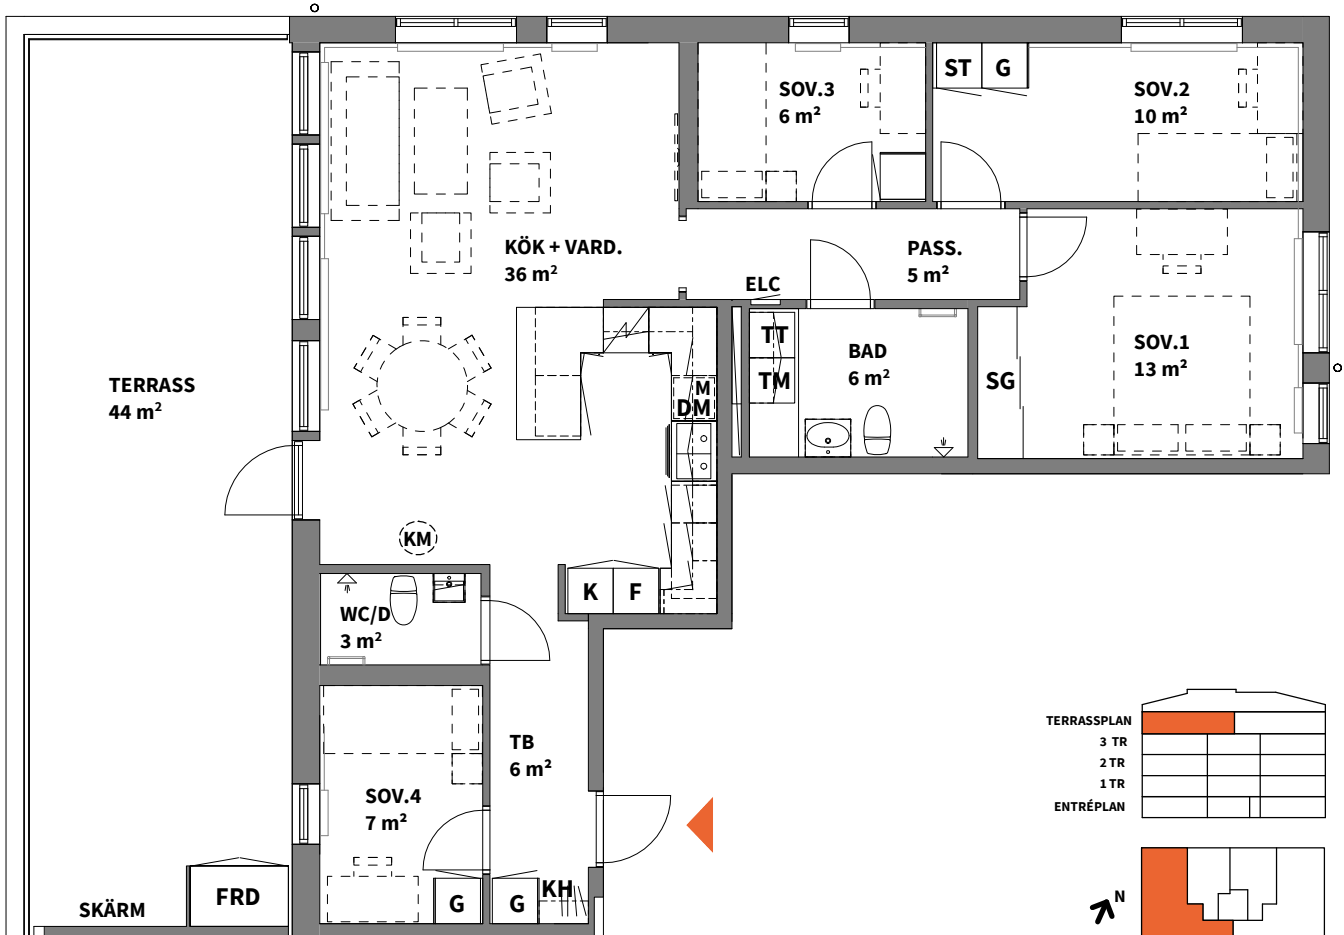 ST
G
SOV.3
6 m²
SOV.2
10 m²
KÖK + VARD.
36 m²
PASS.
5 m²
ELC
TT
TM
BAD
6 m²
SG
SOV.1
13 m²
TERRASS
44 m²
M
DM
KM
K
F
WC/D
3 m²
TB
6 m²
SOV.4
7 m²
TERRASSPLAN
3 TR
2 TR
1 TR
ENTRÉPLAN
FRD
SKÄRM
G
G
KH
N